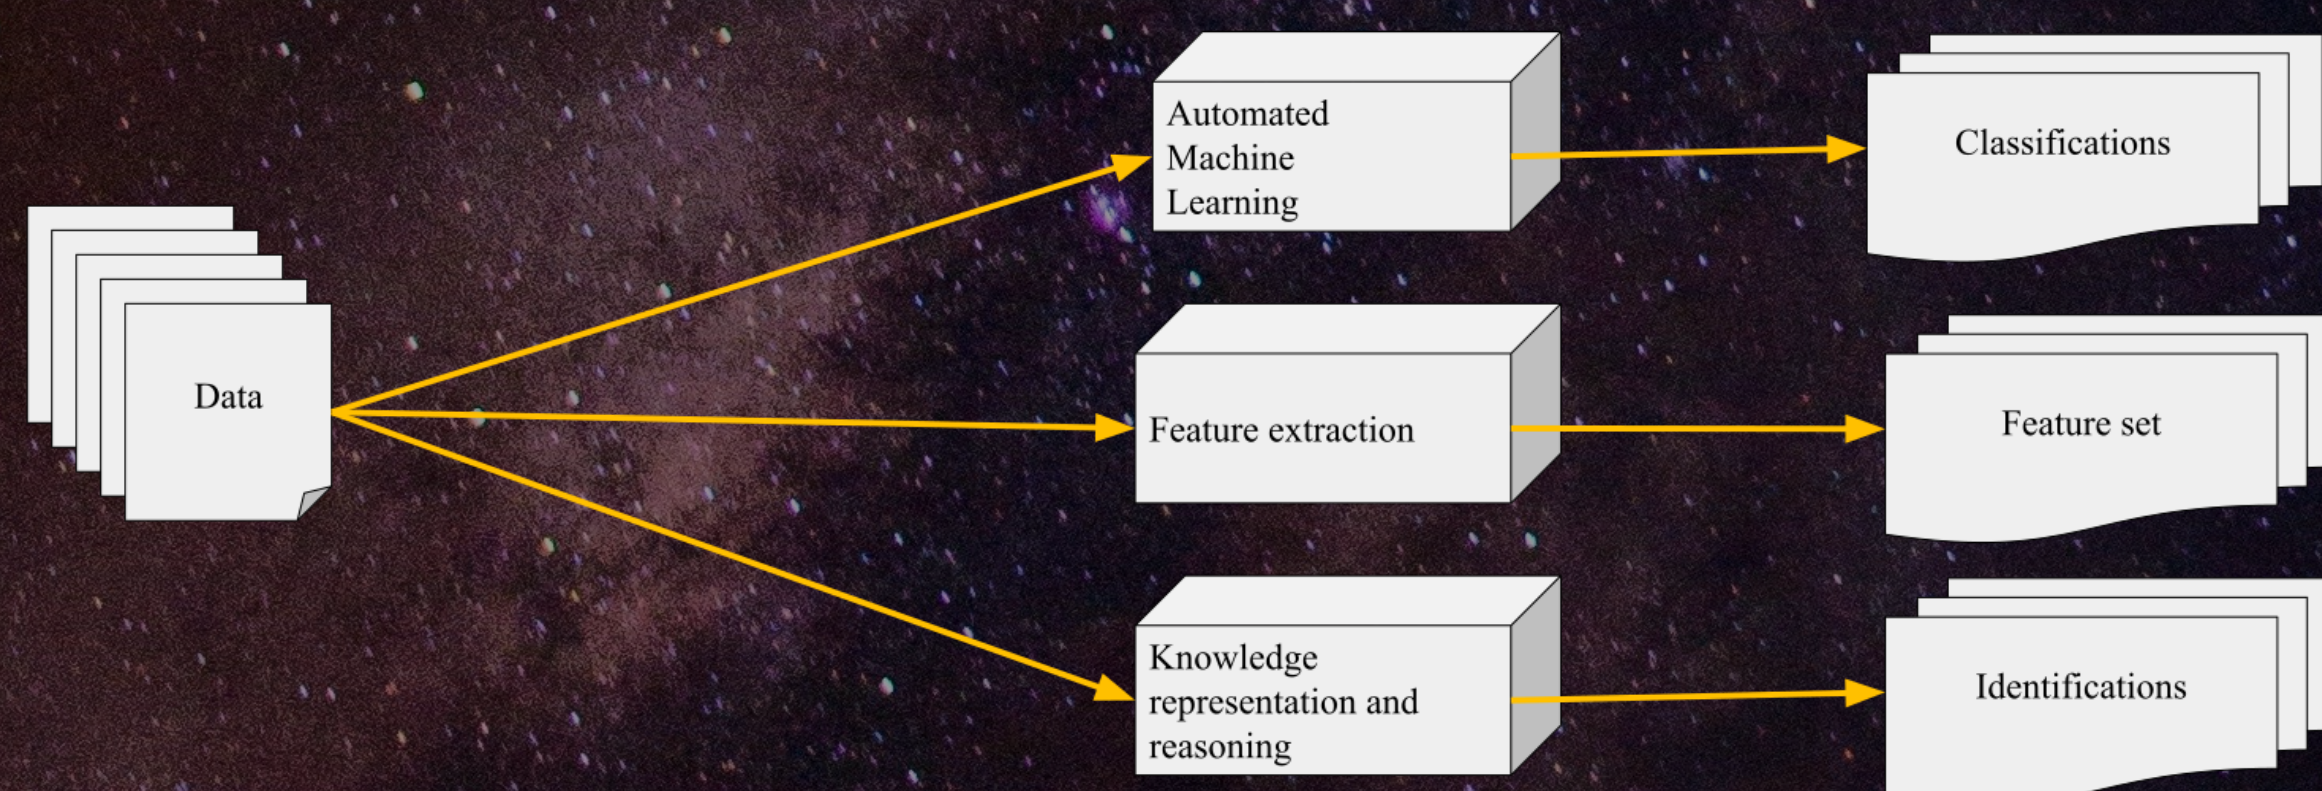 Data
Automated
Machine
Learning
Classifications
Feature extraction
Feature set
Knowledge
representation and
reasoning
Identifications